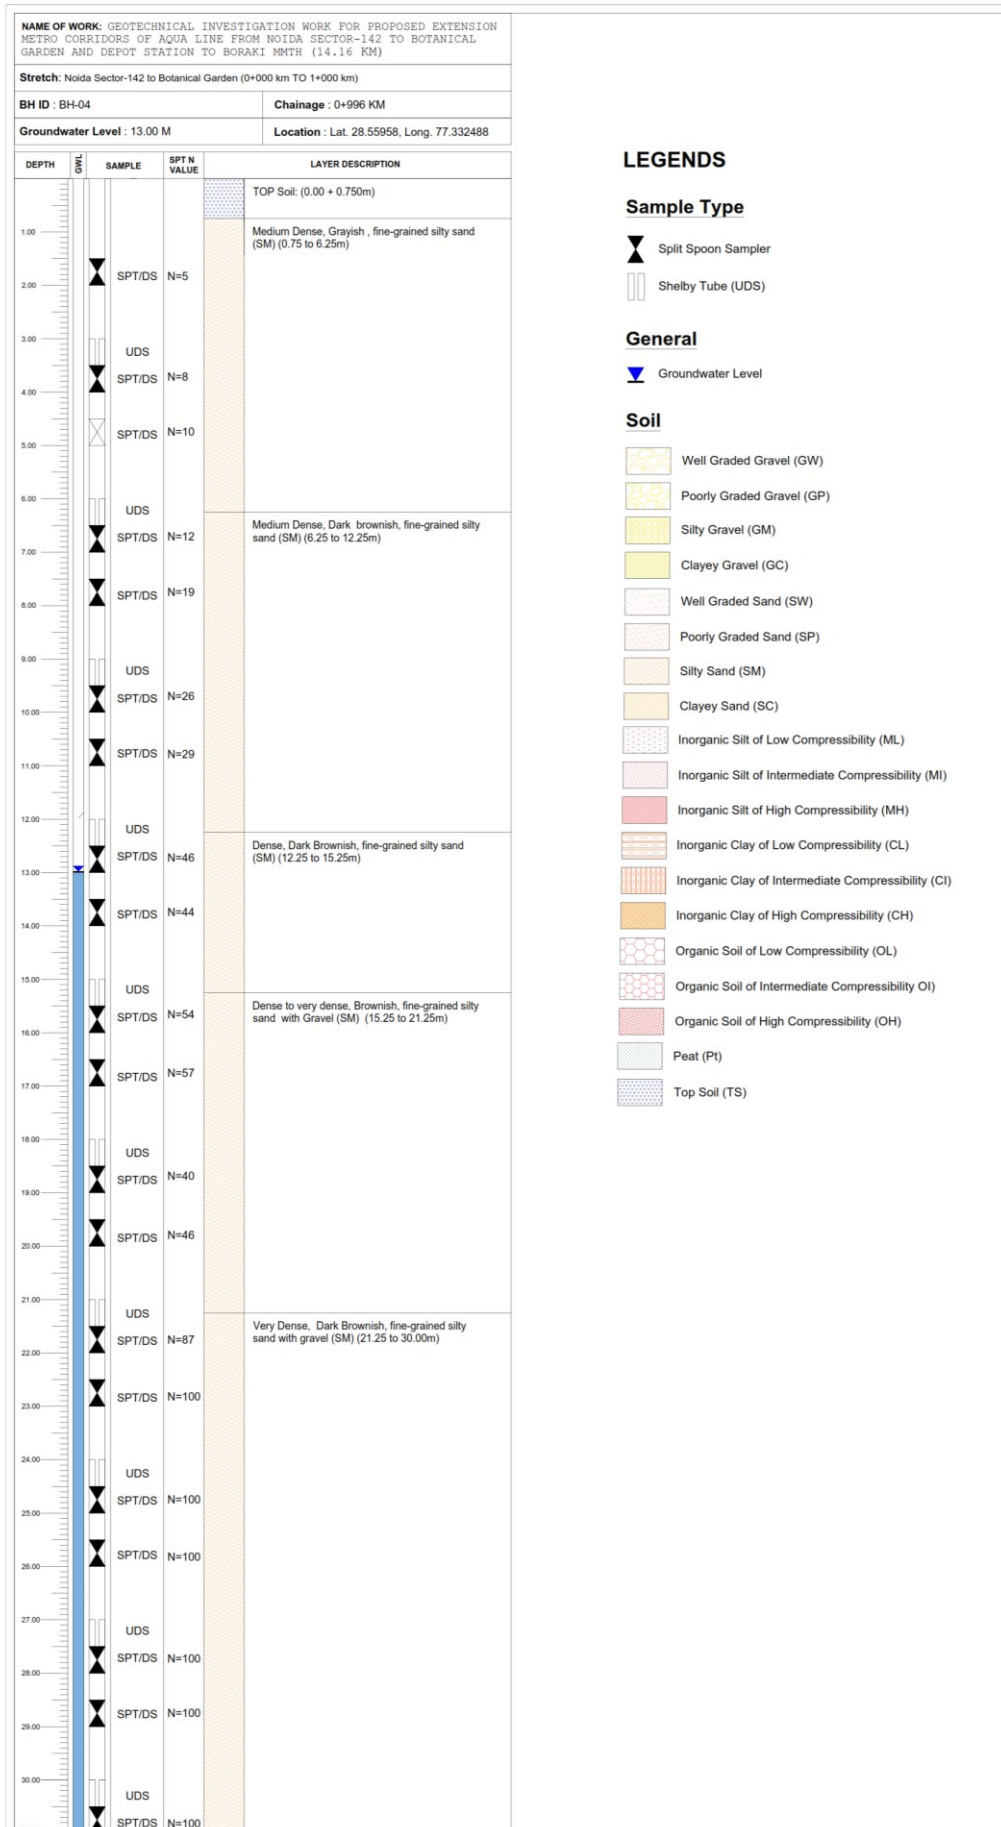 NAME OF WORK: GEOTECHNICAL INVESTIGATION WORK FOR PROPOSED EXTENSION
METRO CORRIDORS OF AQUA LINE FROM NOIDA SECTOR-142 TO BOTANICAL
GARDEN AND DEPOT STATION TO BORAKI MMTH (14.16 KM)
Stretch: Noida Sector-142 to Botanical Garden (0+000 km TO 1+000 km)
BH ID : BH-04
Chainage : 0+996 KM
Groundwater Level : 13.00 M
Location : Lat. 28.55958, Long. 77.332488
DEPTH
GWL
SAMPLE
SPT N
VALUE
LAYER DESCRIPTION
TOP Soil: (0.00 + 0.750m)
1.00
Medium Dense, Grayish , fine-grained silty sand
(SM) (0.75 to 6.25m)
SPT/DS N=5
2.00
3.00
UDS
SPT/DS N=8
4.00
SPT/DS N=10
5.00
6.00
UDS
Medium Dense, Dark brownish, fine-grained silty
sand (SM) (6.25 to 12.25m)
SPT/DS N=12
7.00
SPT/DS N=19
8.00
9.00
UDS
SPT/DS N=26
10.00
SPT/DS N=29
11.00
12.00
UDS
Dense, Dark Brownish, fine-grained silty sand
(SM) (12.25 to 15.25m)
SPT/DS N=46
13.00
SPT/DS N=44
14.00
15.00
UDS
Dense to very dense, Brownish, fine-grained silty
sand with Gravel (SM) (15.25 to 21.25m)
SPT/DS N=54
16.00
SPT/DS N=57
17.00
18.00
UDS
SPT/DS N=40
19.00
SPT/DS N=46
20.00
21.00
UDS
Very Dense, Dark Brownish, fine-grained silty
sand with gravel (SM) (21.25 to 30.00m)
SPT/DS N=87
22.00
SPT/DS N=100
23.00
24.00
UDS
SPT/DS N=100
25.00
SPT/DS N=100
26.00
27.00
UDS
SPT/DS N=100
28.00
SPT/DS N=100
29.00
30.00
UDS
SPT/DS N=100
LEGENDS
Sample Type
Split Spoon Sampler
Shelby Tube (UDS)
General
Groundwater Level
Soil
Well Graded Gravel (GW)
Poorly Graded Gravel (GP)
Silty Gravel (GM)
Clayey Gravel (GC)
Well Graded Sand (SW)
Poorly Graded Sand (SP)
Silty Sand (SM)
Clayey Sand (SC)
Inorganic Silt of Low Compressibility (ML)
Inorganic Silt of Intermediate Compressibility (MI)
Inorganic Silt of High Compressibility (MH)
Inorganic Clay of Low Compressibility (CL)
Inorganic Clay of Intermediate Compressibility (CI)
Inorganic Clay of High Compressibility (CH)
Organic Soil of Low Compressibility (OL)
Organic Soil of Intermediate Compressibility OI)
Organic Soil of High Compressibility (OH)
Peat (Pt)
Top Soil (TS)